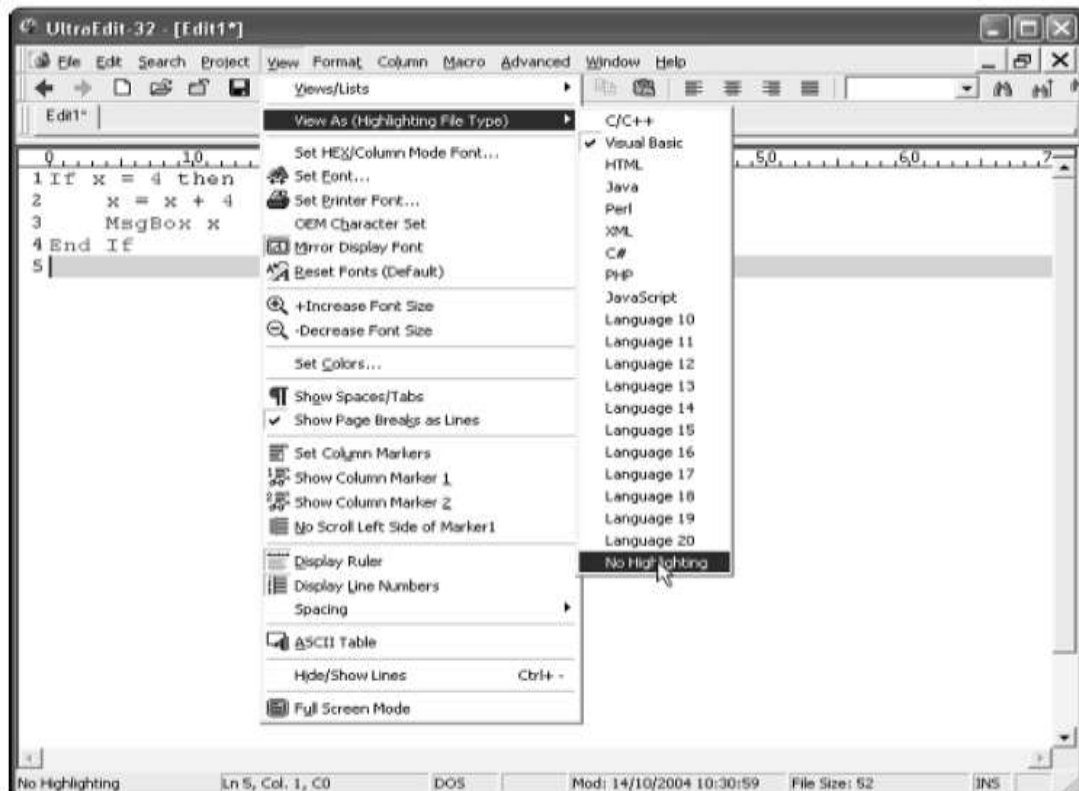 UltraEdit-32 - [Edit1*]
File Edit Search Project View Format Column Macro Advanced Window Help
Edit1*
0 10 50 60 7
1 If x = 4 then
2 x = x + 4
3 MsgBox x
4 End If
5
Views/Lists
View As (Highlighting File Type)
Set HEX/Column Mode Font...
Set Font...
Set Printer Font...
OEM Character Set
Mirror Display Font
Reset Fonts (Default)
+Increase Font Size
-Decrease Font Size
Set Colors...
Show Spaces/Tabs
Show Page Breaks as Lines
Set Column Markers
Show Column Marker 1
Show Column Marker 2
No Scroll Left Side of Marker1
Display Ruler
Display Line Numbers
Spacing
ASCII Table
Hide/Show Lines Ctrl+ -
Full Screen Mode
C/C++
Visual Basic
HTML
Java
Perl
XML
C#
PHP
JavaScript
Language 10
Language 11
Language 12
Language 13
Language 14
Language 15
Language 16
Language 17
Language 18
Language 19
Language 20
No Highlighting
No Highlighting Ln 5, Col. 1, C0 DOS Mod: 14/10/2004 10:30:59 File Size: 52 INS